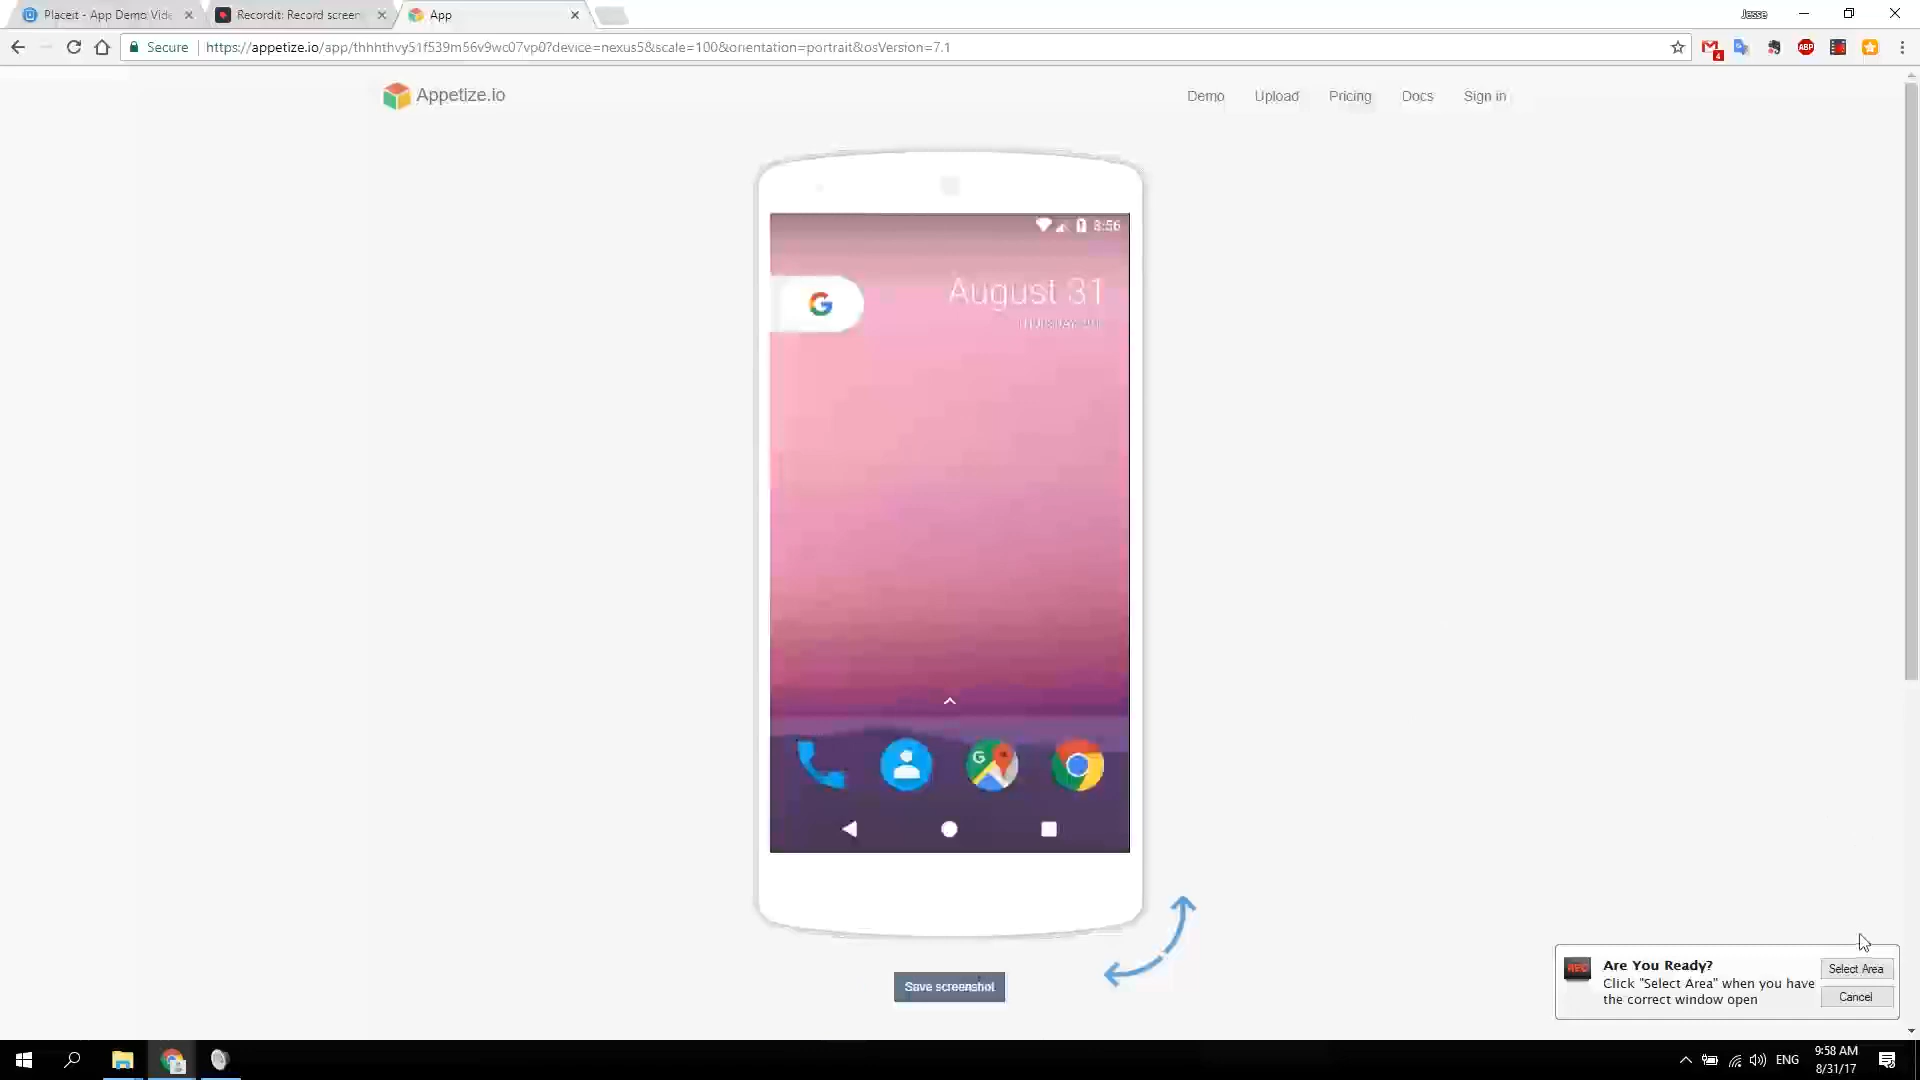 Placeit - App Demo Vide
Recordit: Record screen
App
Jesse
Secure
https://appetize.io/app/thhhthvy51f539m56v9wc07vp0?device=nexus5&scale=100&orientation=portrait&osVersion=7.1
4
ABP
Appetize.io
Demo
Upload
Pricing
Docs
Sign in
8:56
G
August 31
G
Save screenshot
REC
Are You Ready?
Click "Select Area" when you have
the correct window open
Select Area
Cancel
ENG
9:58 AM
8/31/17